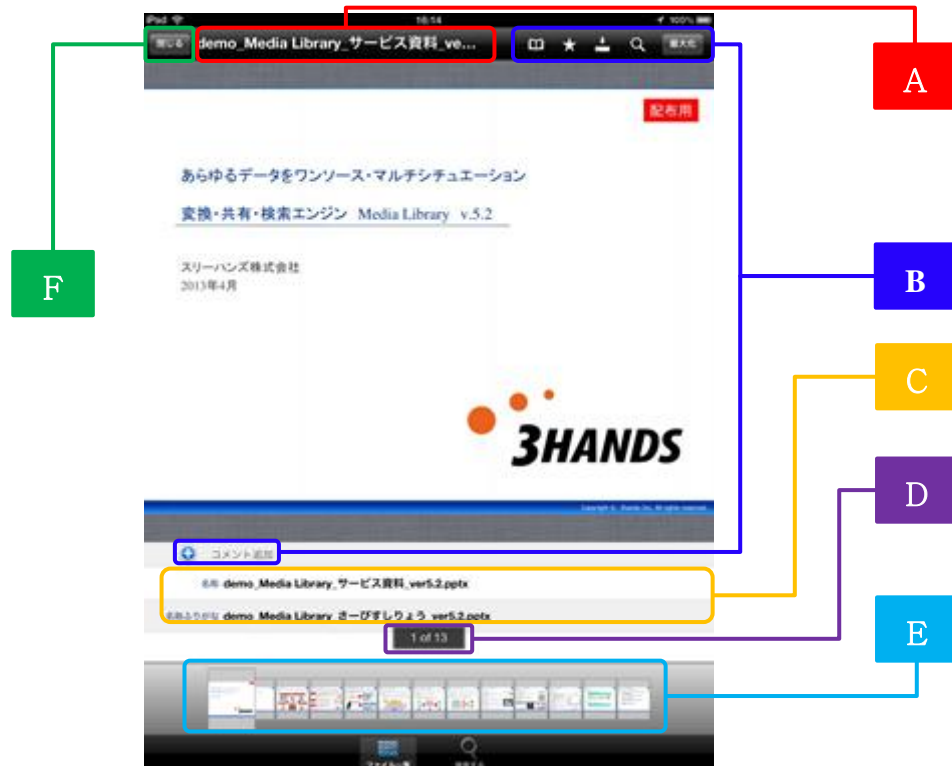 iPad 16:14 100%
閉じる demo_Media Library_サービス資料_ve... 最大化
A
配布用
あらゆるデータをワンソース・マルチシチュエーション
変換・共有・検索エンジン Media Library v.5.2
スリーハンズ株式会社
2013年4月
F
B
C
3HANDS
D
コメント追加
名称 demo_Media Library_サービス資料_ver5.2.pptx
名称ふりがな demo_Media Library_さーびすしりょう_ver5.2.pptx
1 of 13
E
ファイル一覧